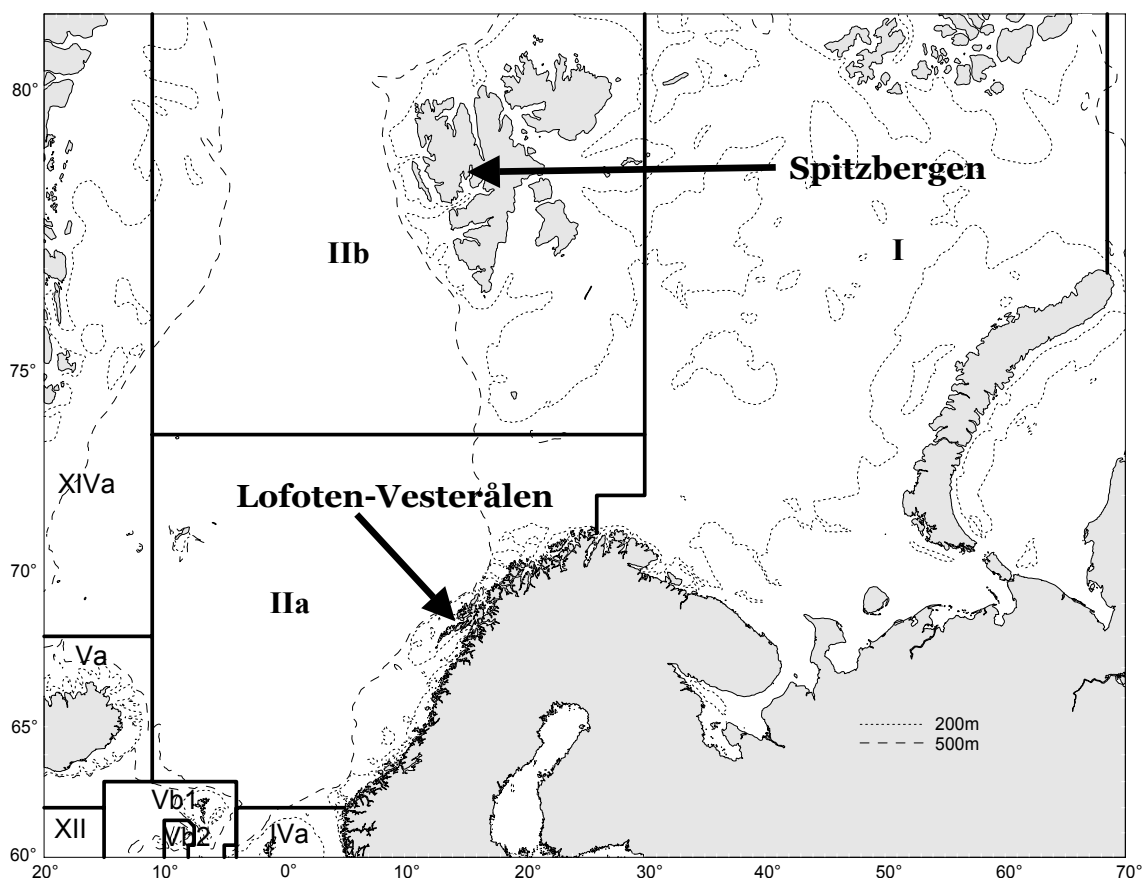 80°
Spitzbergen
IIb
I
75°
XIVa
Lofoten-Vesterålen
70°
IIa
Va
65°
200m
500m
Vb1
XII
Vb2
IVa
60°
20°
10°
0°
10°
20°
30°
40°
50°
60°
70°